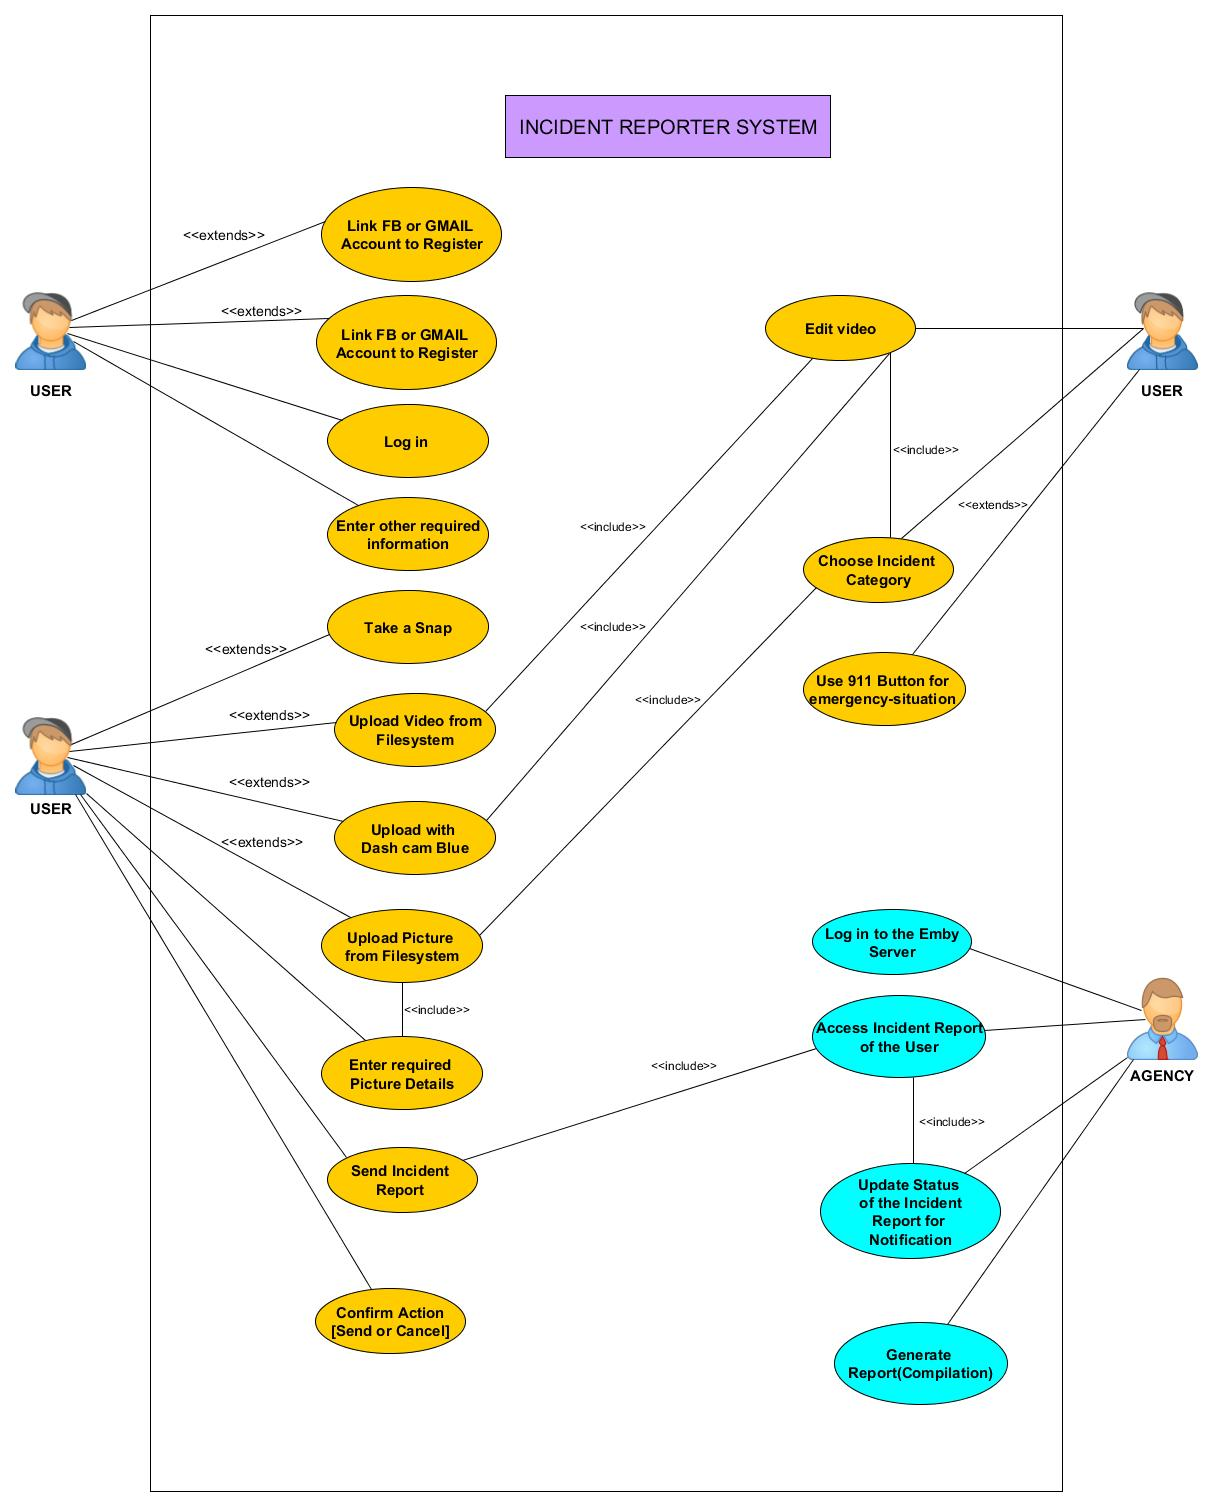 INCIDENT REPORTER SYSTEM
Link FB or GMAIL
Account to Register
<<extends>>
<<extends>>
Link FB or GMAIL
Account to Register
Edit video
USER
USER
Log in
<<include>>
<<extends>>
Enter other required
information
<<include>>
Choose Incident
Category
Take a Snap
<<include>>
<<extends>>
Use 911 Button for
emergency-situation
<<include>>
<<extends>>
Upload Video from
Filesystem
<<extends>>
USER
Upload with
Dash cam Blue
<<extends>>
Upload Picture
from Filesystem
Log in to the Emby
Server
<<include>>
Access Incident Report
of the User
Enter required
Picture Details
<<include>>
AGENCY
<<include>>
Send Incident
Report
Update Status
of the Incident
Report for
Notification
Confirm Action
[Send or Cancel]
Generate
Report(Compilation)